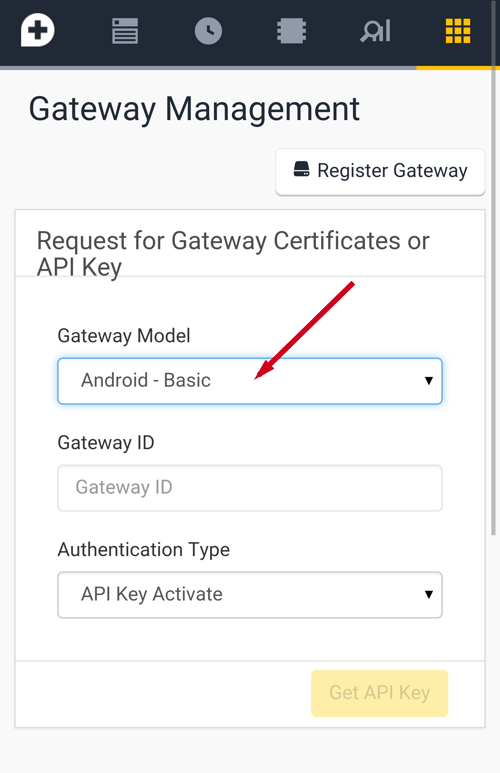 Gateway Management
Register Gateway
Request for Gateway Certificates or
API Key
Gateway Model
Android - Basic
Gateway ID
Gateway ID
Authentication Type
API Key Activate
Get API Key